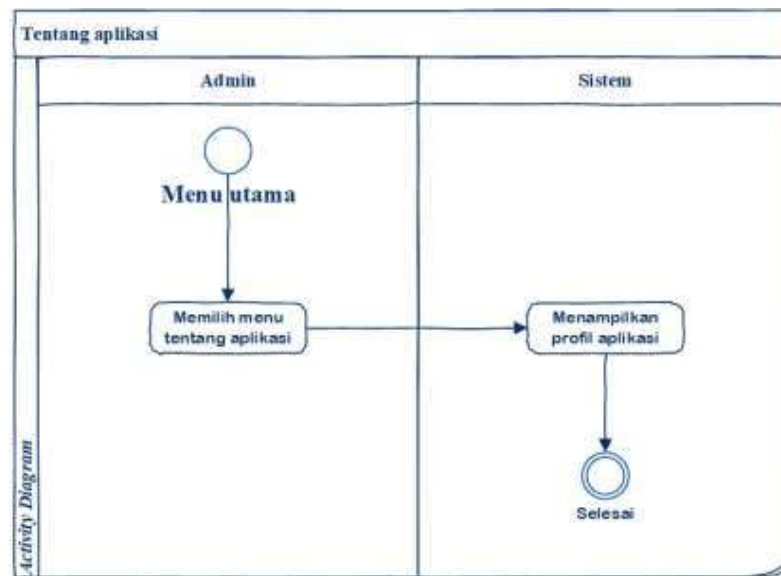 Tentang aplikasi
Admin
Sistem
Menu utama
Memilih menu
tentang aplikasi
Menampilkan
profil aplikasi
Selesai
Activity Diagram